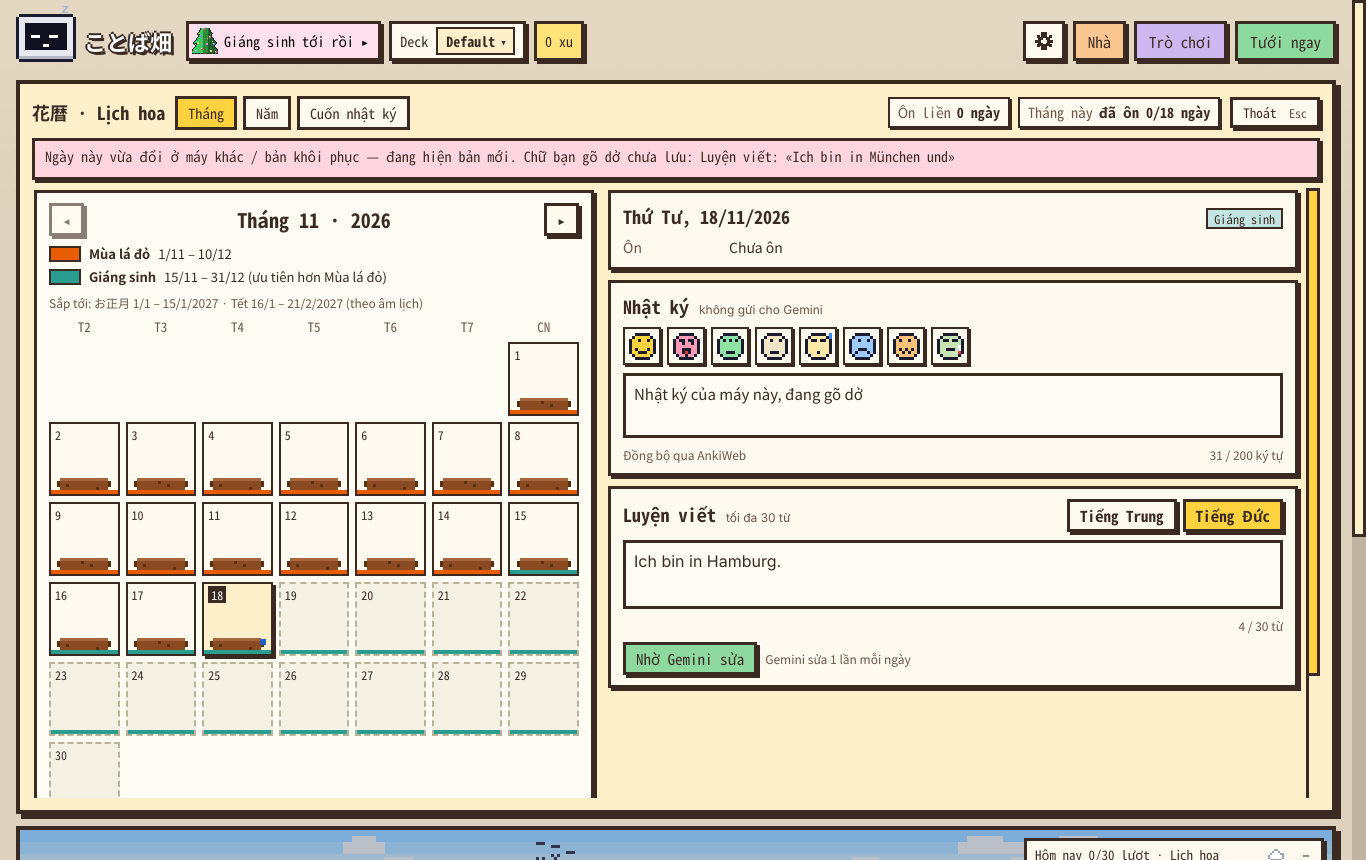 z
ことば畑
Giáng sinh tới rồi ▸
Deck Default ▾
0 xu
Nhà
Trò chơi
Tưới ngay
花暦 · Lịch hoa
Tháng
Năm
Cuốn nhật ký
Ôn liền 0 ngày
Tháng này đã ôn 0/18 ngày
Thoát Esc
Ngày này vừa đổi ở máy khác / bản khôi phục — đang hiện bản mới. Chữ bạn gõ dở chưa lưu: Luyện viết: «Ich bin in München und»
◂
Tháng 11 · 2026
▸
Mùa lá đỏ 1/11 – 10/12
Giáng sinh 15/11 – 31/12 (ưu tiên hơn Mùa lá đỏ)
Sắp tới: お正月 1/1 – 15/1/2027 · Tết 16/1 – 21/2/2027 (theo âm lịch)
T2 T3 T4 T5 T6 T7 CN
1
2 3 4 5 6 7 8
9 10 11 12 13 14 15
16 17 18 19 20 21 22
23 24 25 26 27 28 29
30
Thứ Tư, 18/11/2026
Giáng sinh
Ôn Chưa ôn
Nhật ký không gửi cho Gemini
Nhật ký của máy này, đang gõ dở
Đồng bộ qua AnkiWeb
31 / 200 ký tự
Luyện viết tối đa 30 từ
Tiếng Trung
Tiếng Đức
Ich bin in Hamburg.
4 / 30 từ
Nhờ Gemini sửa
Gemini sửa 1 lần mỗi ngày
Hôm nay 0/30 lượt · Lịch hoa
–